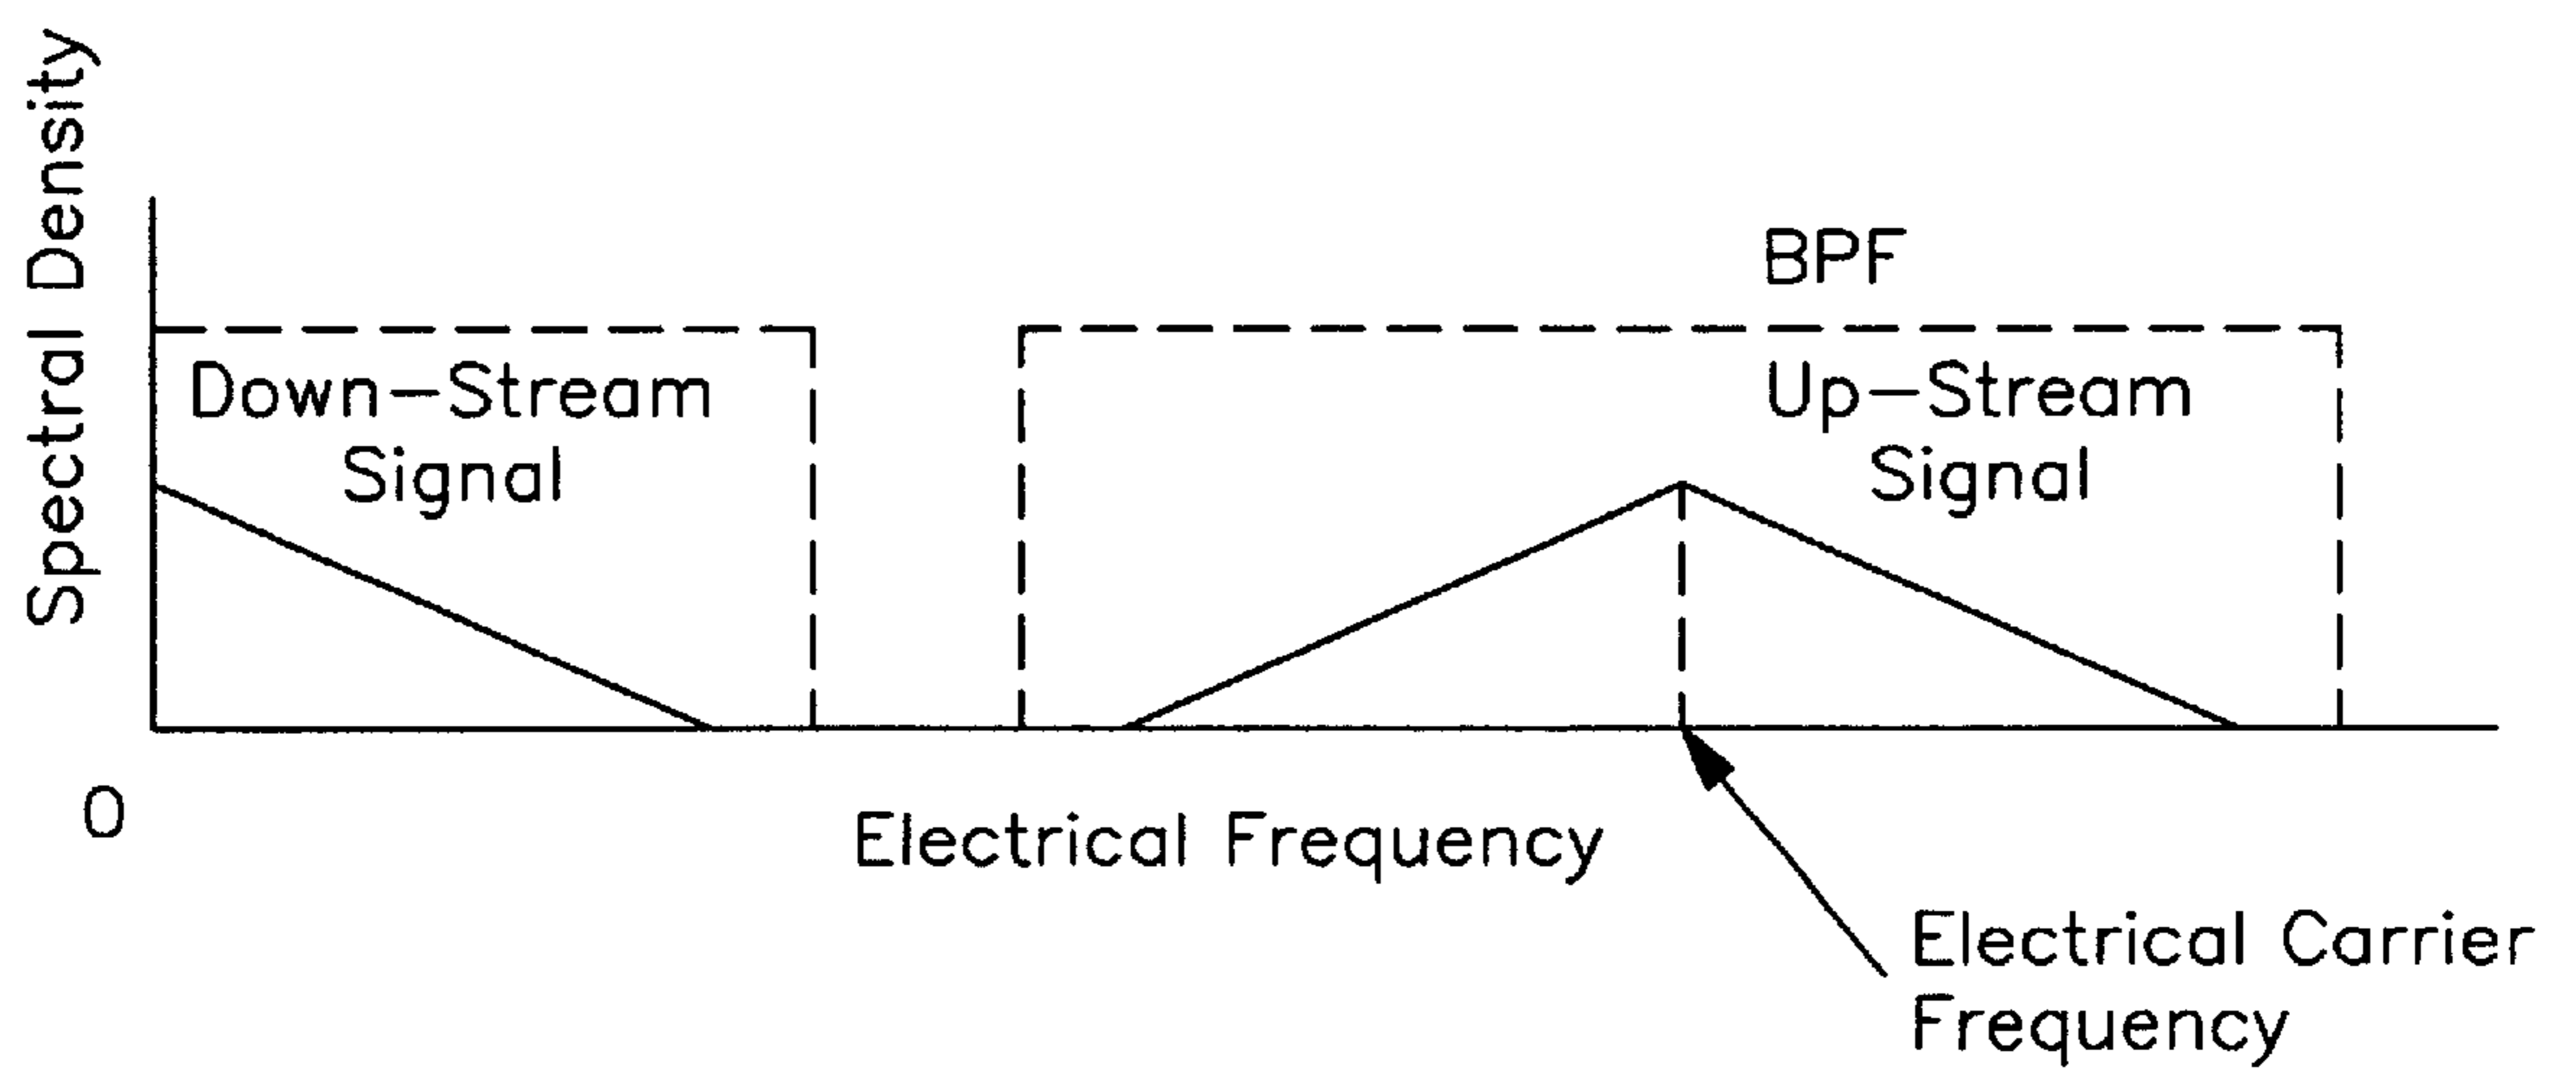 Spectral Density
BPF
Down-Stream
Signal
Up-Stream
Signal
0
Electrical Frequency
Electrical Carrier
Frequency